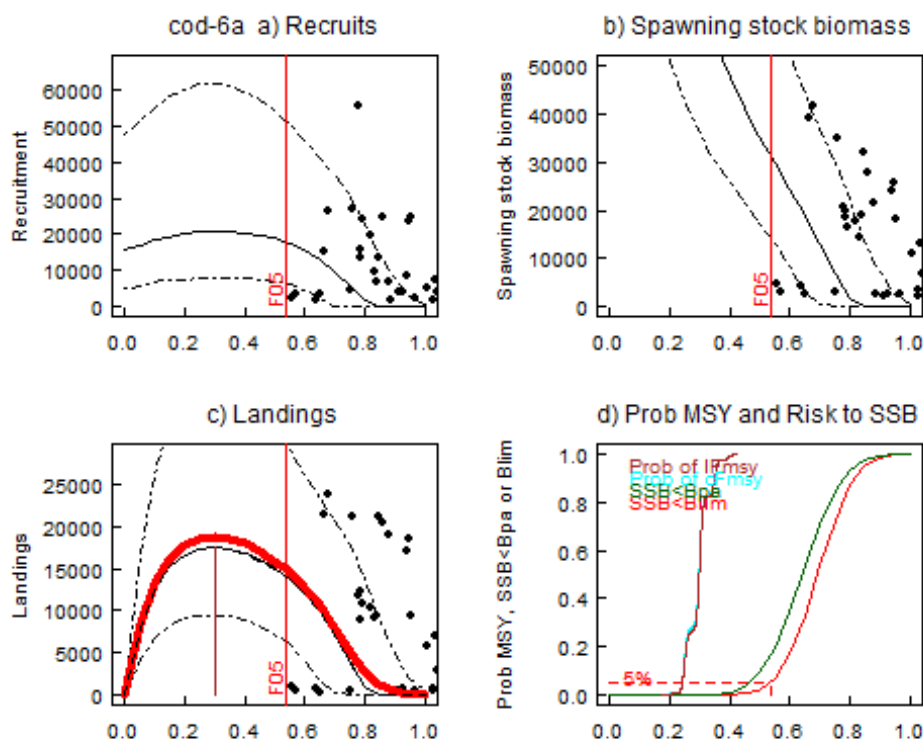 cod-6a a) Recruits
Recruitment
60000
50000
40000
30000
20000
10000
0
F05
0.0 0.2 0.4 0.6 0.8 1.0
b) Spawning stock biomass
Spawning stock biomass
50000
40000
30000
20000
10000
0
F05
0.0 0.2 0.4 0.6 0.8 1.0
c) Landings
Landings
25000
20000
15000
10000
5000
0
F05
0.0 0.2 0.4 0.6 0.8 1.0
d) Prob MSY and Risk to SSB
Prob MSY, SSB<Bpa or Blim
1.0
0.8
0.6
0.4
0.2
0.0
Prob of lFmsy
Prob of cFmsy
SSB<Bpa
SSB<Blim
5%
0.0 0.2 0.4 0.6 0.8 1.0